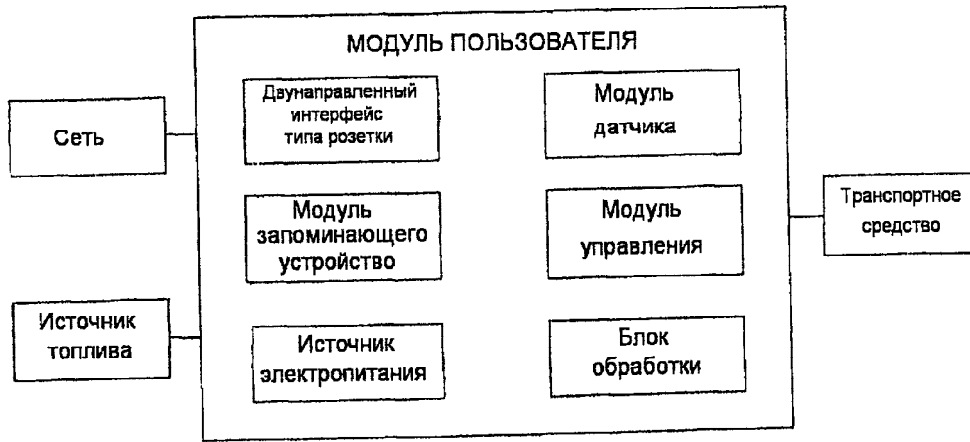 МОДУЛЬ ПОЛЬЗОВАТЕЛЯ
Сеть
Двунаправленный
интерфейс
типа розетки
Модуль
датчика
Модуль
запоминающего
устройство
Модуль
управления
Транспортное
средство
Источник
топлива
Источник
электропитания
Блок
обработки